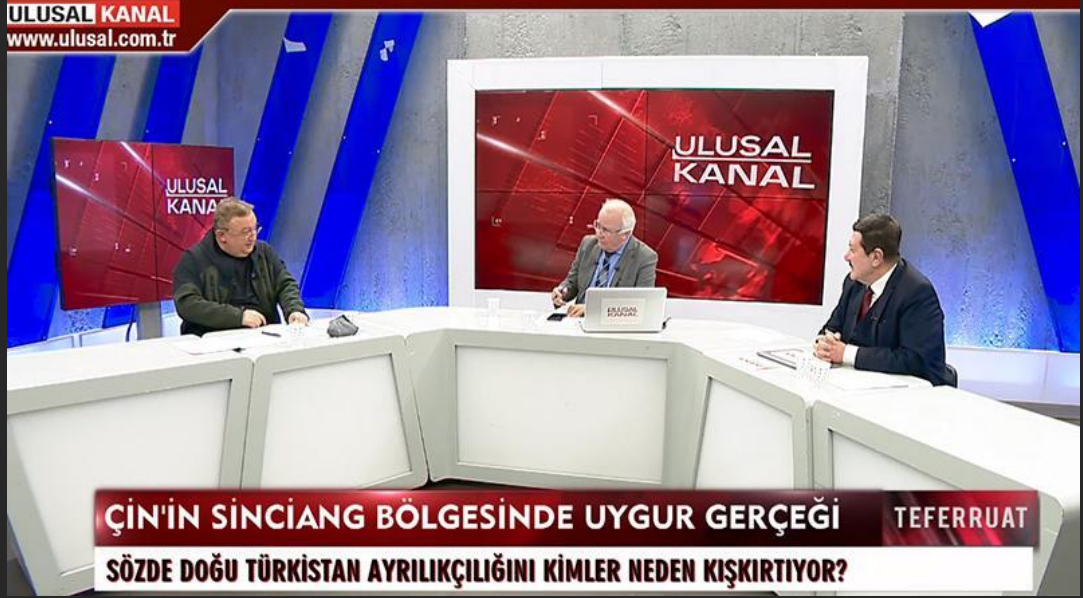 ULUSAL KANAL
www.ulusal.com.tr
ULUSAL
KANAL
ULUSAL
KANAL
ULUSAL
KANAL
ÇİN'İN SİNCİANG BÖLGESİNDE UYGUR GERÇEĞİ
TEFERRUAT
SÖZDE DOĞU TÜRKİSTAN AYRILIKÇILIĞINI KİMLER NEDEN KIŞKIRTIYOR?